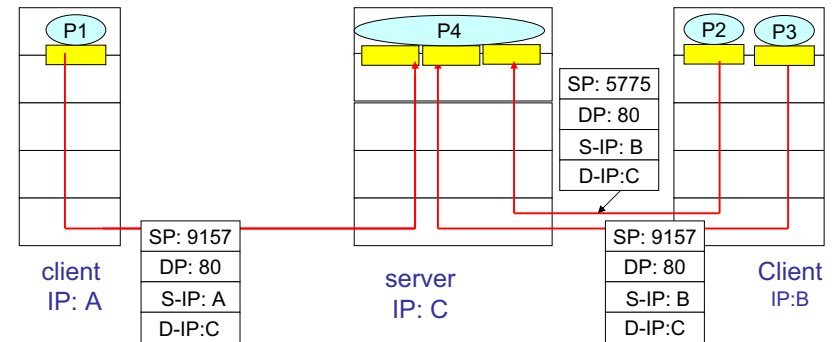 P1
P4
P2
P3
SP: 5775
DP: 80
S-IP: B
D-IP:C
SP: 9157
DP: 80
S-IP: A
D-IP:C
SP: 9157
DP: 80
S-IP: B
D-IP:C
client
IP: A
server
IP: C
Client
IP:B